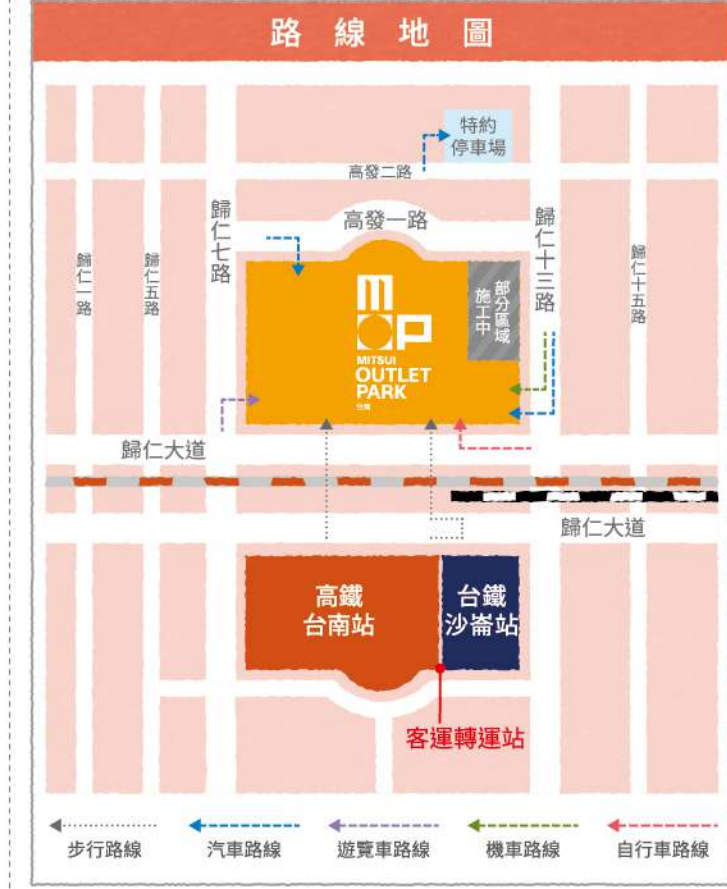 路線地圖
特約
停車場
高發二路
高發一路
歸仁七路
歸仁十三路
歸仁一路
歸仁五路
歸仁十五路
部分區域
施工中
MOP
MITSUI
OUTLET
PARK
台南
歸仁大道
歸仁大道
高鐵
台南站
台鐵
沙崙站
客運轉運站
步行路線
汽車路線
遊覽車路線
機車路線
自行車路線